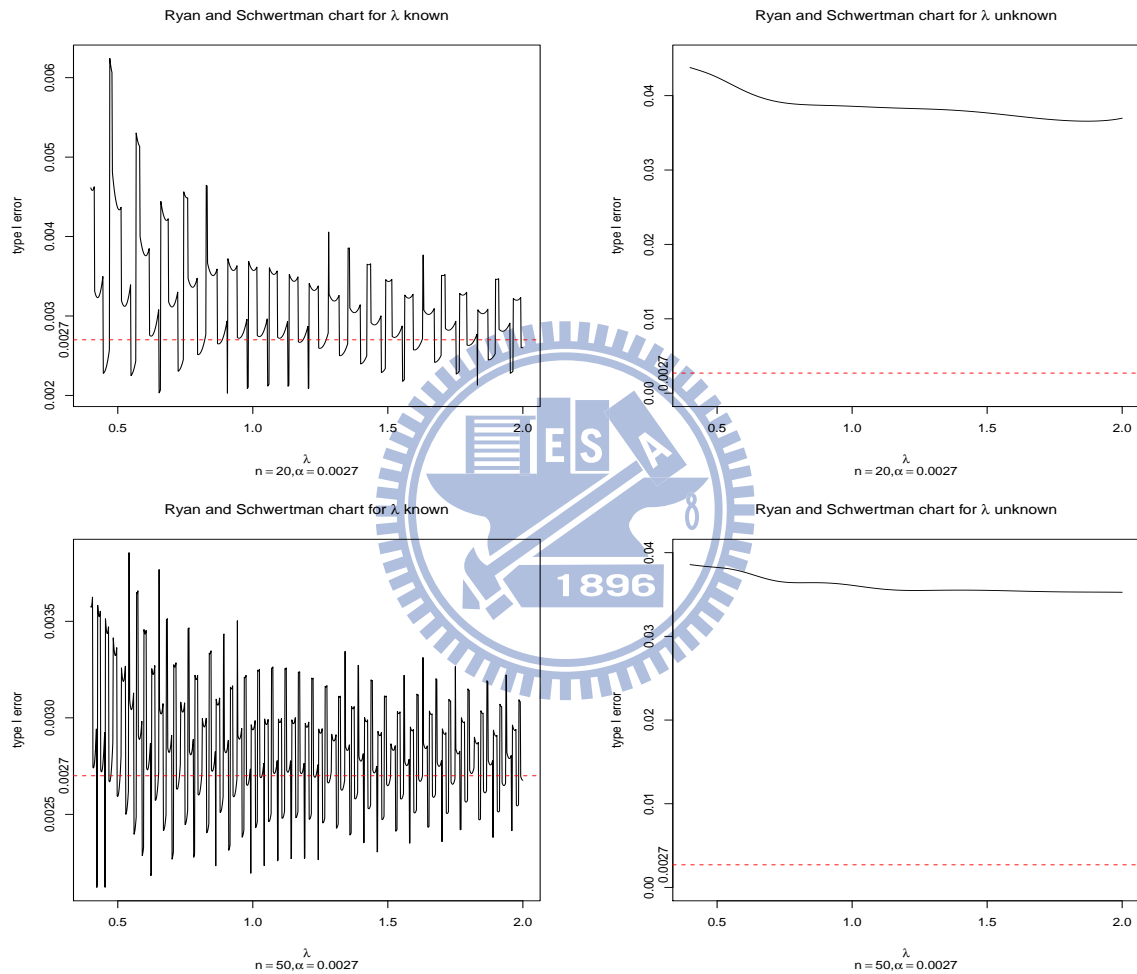 Ryan and Schwertman chart for λ known
type I error
0.006
0.005
0.004
0.003
0.0027
0.002
0.5
1.0
1.5
2.0
λ
n = 20,α = 0.0027
Ryan and Schwertman chart for λ unknown
type I error
0.04
0.03
0.02
0.01
0.0027
0.00
0.5
1.0
1.5
2.0
λ
n = 20,α = 0.0027
Ryan and Schwertman chart for λ known
type I error
0.0035
0.0030
0.0027
0.0025
0.5
1.0
1.5
2.0
λ
n = 50,α = 0.0027
Ryan and Schwertman chart for λ unknown
type I error
0.04
0.03
0.02
0.01
0.0027
0.00
0.5
1.0
1.5
2.0
λ
n = 50,α = 0.0027
E S A
1896